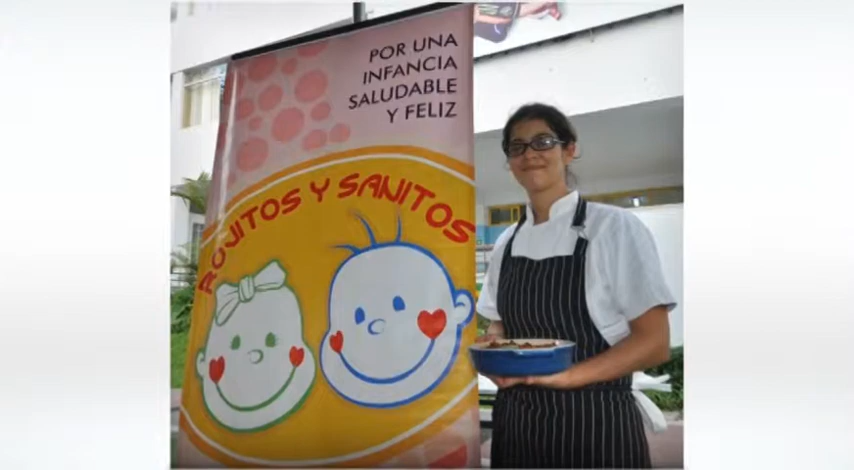 POR UNA
INFANCIA
SALUDABLE
Y FELIZ
ROJITOS Y SANITOS